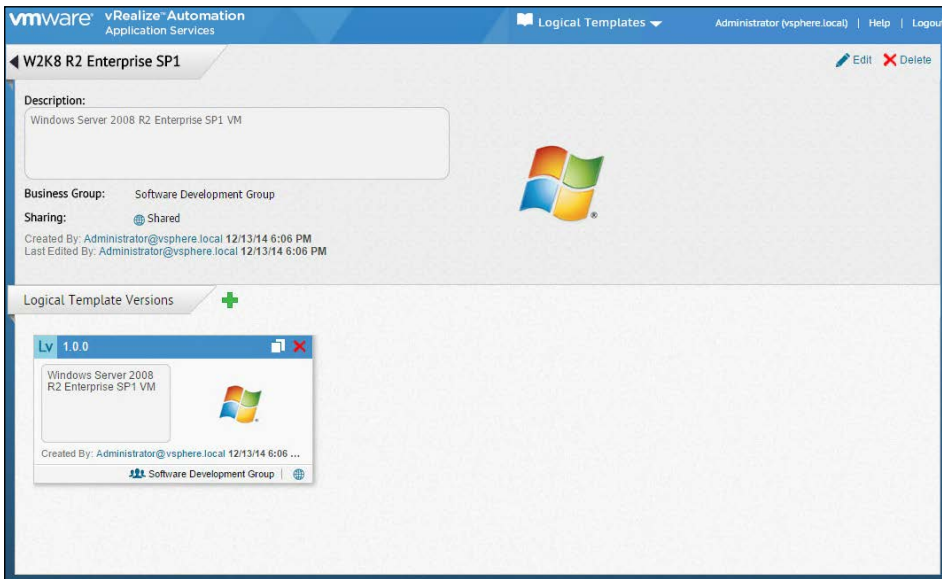 vmware® vRealize™ Automation
Application Services
Logical Templates
Administrator (vsphere.local) | Help | Logou
W2K8 R2 Enterprise SP1
Edit
Delete
Description:
Windows Server 2008 R2 Enterprise SP1 VM
Business Group: Software Development Group
Sharing: Shared
Created By: Administrator@vsphere.local 12/13/14 6:06 PM
Last Edited By: Administrator@vsphere.local 12/13/14 6:06 PM
Logical Template Versions
Lv 1.0.0
Windows Server 2008
R2 Enterprise SP1 VM
Created By: Administrator@vsphere.local 12/13/14 6:06 ...
Software Development Group |